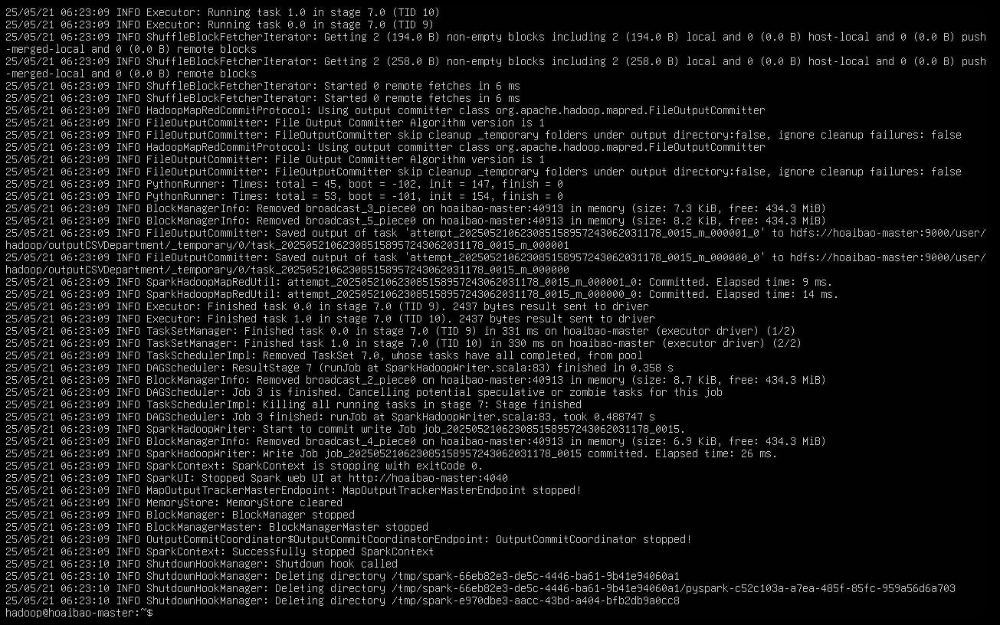 25/05/21 06:23:09 INFO Executor: Running task 1.0 in stage 7.0 (TID 10)
25/05/21 06:23:09 INFO Executor: Running task 0.0 in stage 7.0 (TID 9)
25/05/21 06:23:09 INFO ShuffleBlockFetcherIterator: Getting 2 (194.0 B) non-empty blocks including 2 (194.0 B) local and 0 (0.0 B) host-local and 0 (0.0 B) push
-merged-local and 0 (0.0 B) remote blocks
25/05/21 06:23:09 INFO ShuffleBlockFetcherIterator: Getting 2 (258.0 B) non-empty blocks including 2 (258.0 B) local and 0 (0.0 B) host-local and 0 (0.0 B) push
-merged-local and 0 (0.0 B) remote blocks
25/05/21 06:23:09 INFO ShuffleBlockFetcherIterator: Started 0 remote fetches in 6 ms
25/05/21 06:23:09 INFO ShuffleBlockFetcherIterator: Started 0 remote fetches in 6 ms
25/05/21 06:23:09 INFO HadoopMapRedCommitProtocol: Using output committer class org.apache.hadoop.mapred.FileOutputCommitter
25/05/21 06:23:09 INFO FileOutputCommitter: File Output Committer Algorithm version is 1
25/05/21 06:23:09 INFO FileOutputCommitter: FileOutputCommitter skip cleanup _temporary folders under output directory:false, ignore cleanup failures: false
25/05/21 06:23:09 INFO HadoopMapRedCommitProtocol: Using output committer class org.apache.hadoop.mapred.FileOutputCommitter
25/05/21 06:23:09 INFO FileOutputCommitter: File Output Committer Algorithm version is 1
25/05/21 06:23:09 INFO FileOutputCommitter: FileOutputCommitter skip cleanup _temporary folders under output directory:false, ignore cleanup failures: false
25/05/21 06:23:09 INFO PythonRunner: Times: total = 45, boot = -102, init = 147, finish = 0
25/05/21 06:23:09 INFO PythonRunner: Times: total = 53, boot = -101, init = 154, finish = 0
25/05/21 06:23:09 INFO BlockManagerInfo: Removed broadcast_3_piece0 on hoaibao-master:40913 in memory (size: 7.3 KiB, free: 434.3 MiB)
25/05/21 06:23:09 INFO BlockManagerInfo: Removed broadcast_5_piece0 on hoaibao-master:40913 in memory (size: 8.2 KiB, free: 434.3 MiB)
25/05/21 06:23:09 INFO FileOutputCommitter: Saved output of task 'attempt_202505210623085158957243062031178_0015_m_000001_0' to hdfs://hoaibao-master:9000/user/
hadoop/outputCSVDepartment/_temporary/0/task_202505210623085158957243062031178_0015_m_000001
25/05/21 06:23:09 INFO FileOutputCommitter: Saved output of task 'attempt_202505210623085158957243062031178_0015_m_000000_0' to hdfs://hoaibao-master:9000/user/
hadoop/outputCSVDepartment/_temporary/0/task_202505210623085158957243062031178_0015_m_000000
25/05/21 06:23:09 INFO SparkHadoopMapRedUtil: attempt_202505210623085158957243062031178_0015_m_000001_0: Committed. Elapsed time: 9 ms.
25/05/21 06:23:09 INFO SparkHadoopMapRedUtil: attempt_202505210623085158957243062031178_0015_m_000000_0: Committed. Elapsed time: 14 ms.
25/05/21 06:23:09 INFO Executor: Finished task 0.0 in stage 7.0 (TID 9). 2437 bytes result sent to driver
25/05/21 06:23:09 INFO Executor: Finished task 1.0 in stage 7.0 (TID 10). 2437 bytes result sent to driver
25/05/21 06:23:09 INFO TaskSetManager: Finished task 0.0 in stage 7.0 (TID 9) in 331 ms on hoaibao-master (executor driver) (1/2)
25/05/21 06:23:09 INFO TaskSetManager: Finished task 1.0 in stage 7.0 (TID 10) in 330 ms on hoaibao-master (executor driver) (2/2)
25/05/21 06:23:09 INFO TaskSchedulerImpl: Removed TaskSet 7.0, whose tasks have all completed, from pool
25/05/21 06:23:09 INFO DAGScheduler: ResultStage 7 (runJob at SparkHadoopWriter.scala:83) finished in 0.358 s
25/05/21 06:23:09 INFO BlockManagerInfo: Removed broadcast_2_piece0 on hoaibao-master:40913 in memory (size: 8.7 KiB, free: 434.3 MiB)
25/05/21 06:23:09 INFO DAGScheduler: Job 3 is finished. Cancelling potential speculative or zombie tasks for this job
25/05/21 06:23:09 INFO TaskSchedulerImpl: Killing all running tasks in stage 7: Stage finished
25/05/21 06:23:09 INFO DAGScheduler: Job 3 finished: runJob at SparkHadoopWriter.scala:83, took 0.488747 s
25/05/21 06:23:09 INFO SparkHadoopWriter: Start to commit write Job job_202505210623085158957243062031178_0015.
25/05/21 06:23:09 INFO BlockManagerInfo: Removed broadcast_4_piece0 on hoaibao-master:40913 in memory (size: 6.9 KiB, free: 434.3 MiB)
25/05/21 06:23:09 INFO SparkHadoopWriter: Write Job job_202505210623085158957243062031178_0015 committed. Elapsed time: 26 ms.
25/05/21 06:23:09 INFO SparkContext: SparkContext is stopping with exitCode 0.
25/05/21 06:23:09 INFO SparkUI: Stopped Spark web UI at http://hoaibao-master:4040
25/05/21 06:23:09 INFO MapOutputTrackerMasterEndpoint: MapOutputTrackerMasterEndpoint stopped!
25/05/21 06:23:09 INFO MemoryStore: MemoryStore cleared
25/05/21 06:23:09 INFO BlockManager: BlockManager stopped
25/05/21 06:23:09 INFO BlockManagerMaster: BlockManagerMaster stopped
25/05/21 06:23:09 INFO OutputCommitCoordinator$OutputCommitCoordinatorEndpoint: OutputCommitCoordinator stopped!
25/05/21 06:23:09 INFO SparkContext: Successfully stopped SparkContext
25/05/21 06:23:10 INFO ShutdownHookManager: Shutdown hook called
25/05/21 06:23:10 INFO ShutdownHookManager: Deleting directory /tmp/spark-66eb82e3-de5c-4446-ba61-9b41e94060a1
25/05/21 06:23:10 INFO ShutdownHookManager: Deleting directory /tmp/spark-66eb82e3-de5c-4446-ba61-9b41e94060a1/pyspark-c52c103a-a7ea-485f-85fc-959a56d6a703
25/05/21 06:23:10 INFO ShutdownHookManager: Deleting directory /tmp/spark-e970dbe3-aacc-43bd-a404-bfb2db9a0cc8
hadoop@hoaibao-master:~$